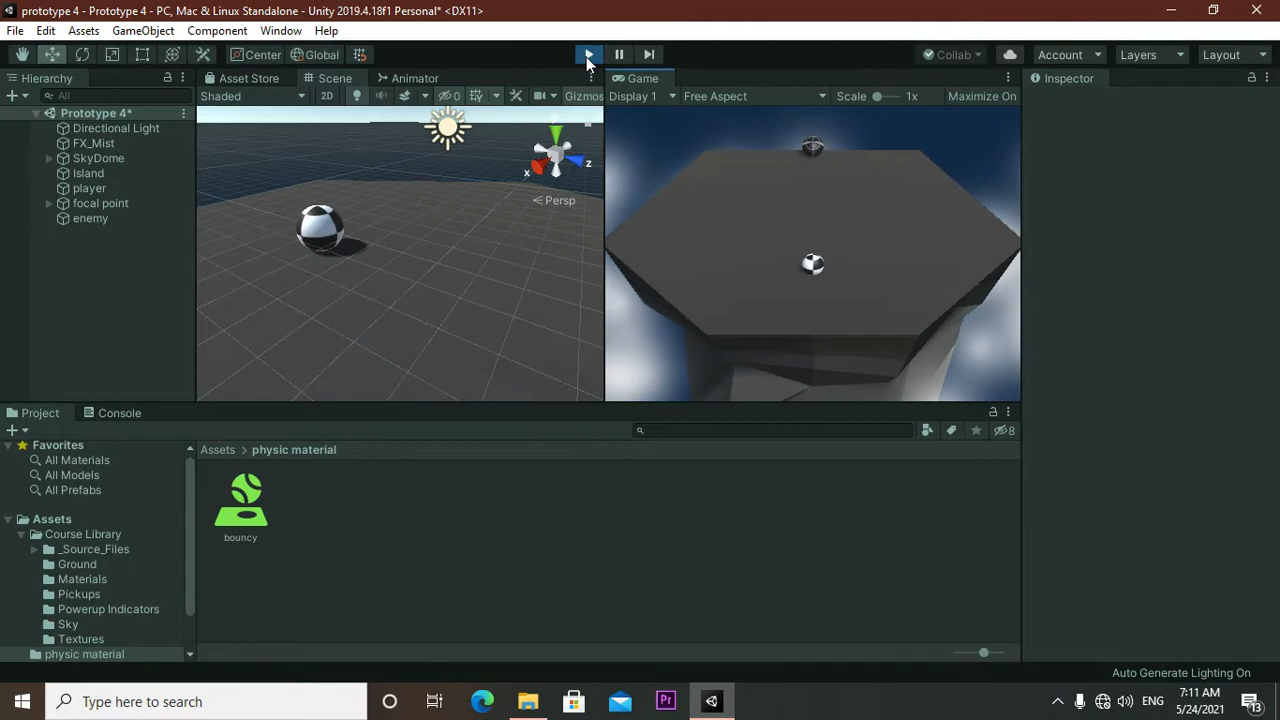 prototype 4 - Prototype 4 - PC, Mac & Linux Standalone - Unity 2019.4.18f1 Personal* <DX11>
File Edit Assets GameObject Component Window Help
Center Global Collab Account Layers Layout
Hierarchy Asset Store Scene Animator Game Inspector
All Shaded 2D 0 Gizmos Display 1 Free Aspect Scale 1x Maximize On
Prototype 4*
Directional Light
FX_Mist
SkyDome
Island
player
focal point
enemy
x
z
Persp
Project Console
8
Favorites
All Materials
All Models
All Prefabs
Assets
Course Library
_Source_Files
Ground
Materials
Pickups
Powerup Indicators
Sky
Textures
physic material
Assets physic material
bouncy
Auto Generate Lighting On
Type here to search
Pr
ENG
7:11 AM
5/24/2021
13